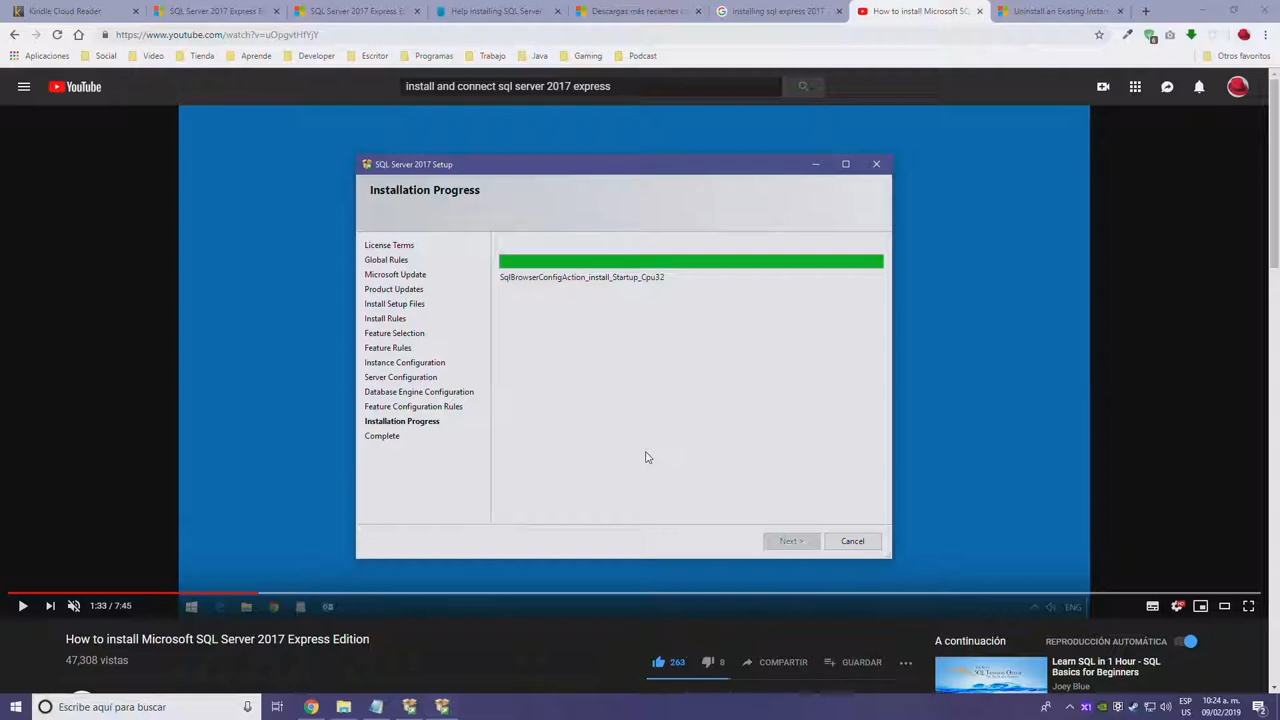 Kindle Cloud Reader
SQL Server 2017 Express E
SQL Server 2017 Express E
Help installing SQL Server
Descargas más recientes
installing sql express 2017
How to install Microsoft SQ
Uninstall an Existing Insta
https://www.youtube.com/watch?v=uOpgvtHfYjY
Aplicaciones
Social
Video
Tienda
Aprende
Developer
Escritor
Programas
Trabajo
Java
Gaming
Podcast
Otros favoritos
YouTube
install and connect sql server 2017 express
SQL Server 2017 Setup
Installation Progress
License Terms
Global Rules
Microsoft Update
Product Updates
Install Setup Files
Install Rules
Feature Selection
Feature Rules
Instance Configuration
Server Configuration
Database Engine Configuration
Feature Configuration Rules
Installation Progress
Complete
SqlBrowserConfigAction_install_Startup_Cpu32
Next >
Cancel
1:33 / 7:45
ENG
How to install Microsoft SQL Server 2017 Express Edition
47,308 vistas
263
8
COMPARTIR
GUARDAR
A continuación
REPRODUCCIÓN AUTOMÁTICA
Learn SQL in 1 Hour - SQL
Basics for Beginners
Joey Blue
Escribe aquí para buscar
ESP
US
10:24 a. m.
09/02/2019
2